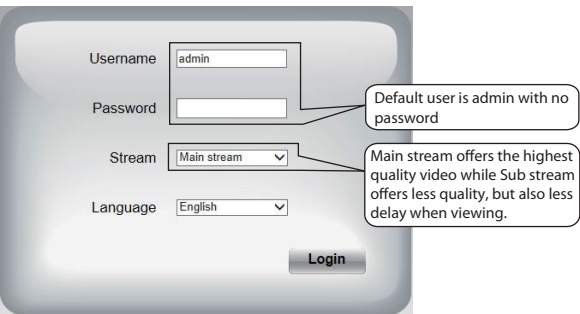 Username admin
Password
Default user is admin with no
password
Stream Main stream
Main stream offers the highest
quality video while Sub stream
offers less quality, but also less
delay when viewing.
Language English
Login